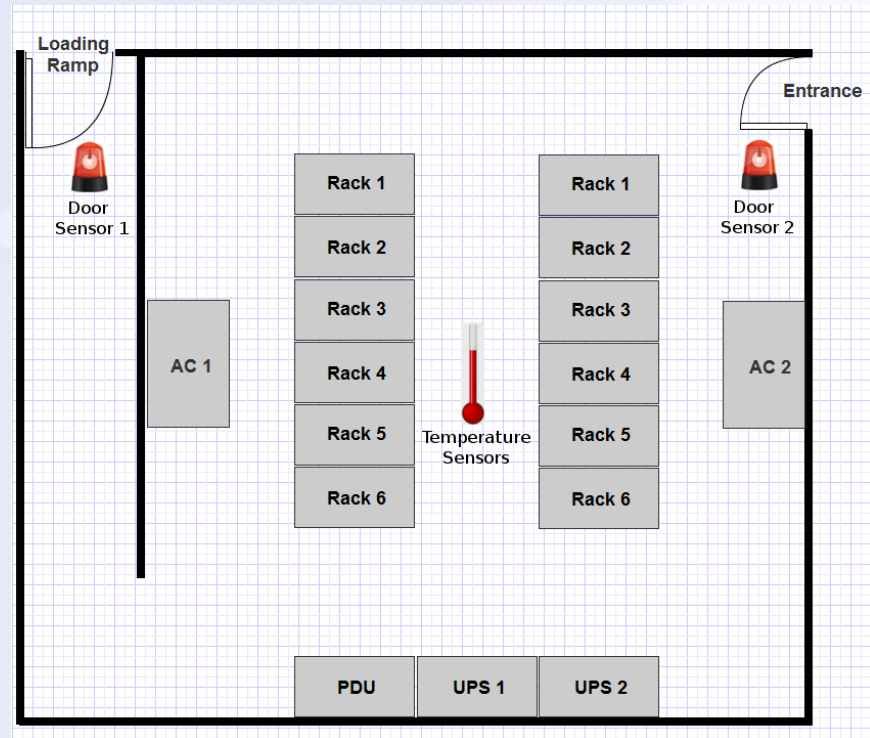 Loading
Ramp
Entrance
Door
Sensor 1
Door
Sensor 2
Rack 1
Rack 2
Rack 3
Rack 4
Rack 5
Rack 6
Rack 1
Rack 2
Rack 3
Rack 4
Rack 5
Rack 6
AC 1
Temperature
Sensors
AC 2
PDU
UPS 1
UPS 2